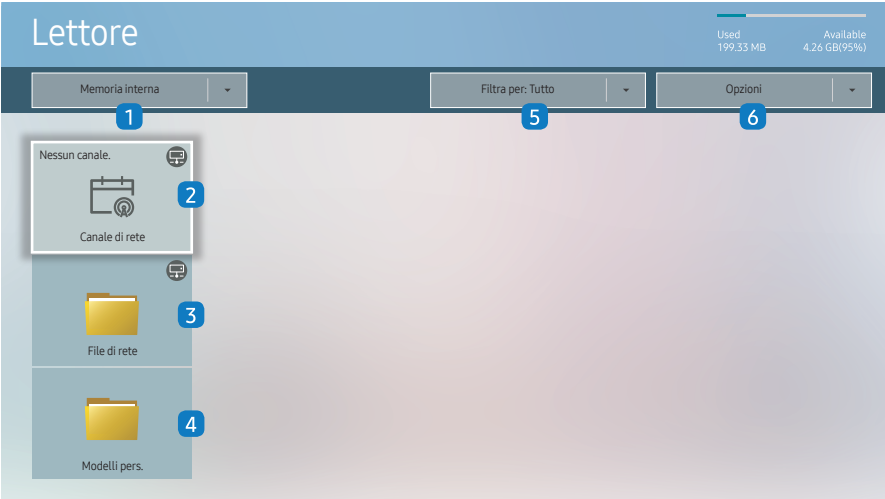 Lettore
Used Available
199.33 MB 4.26 GB(95%)
Memoria interna
Filtra per: Tutto
Opzioni
1
5
6
Nessun canale.
2
Canale di rete
3
File di rete
4
Modelli pers.